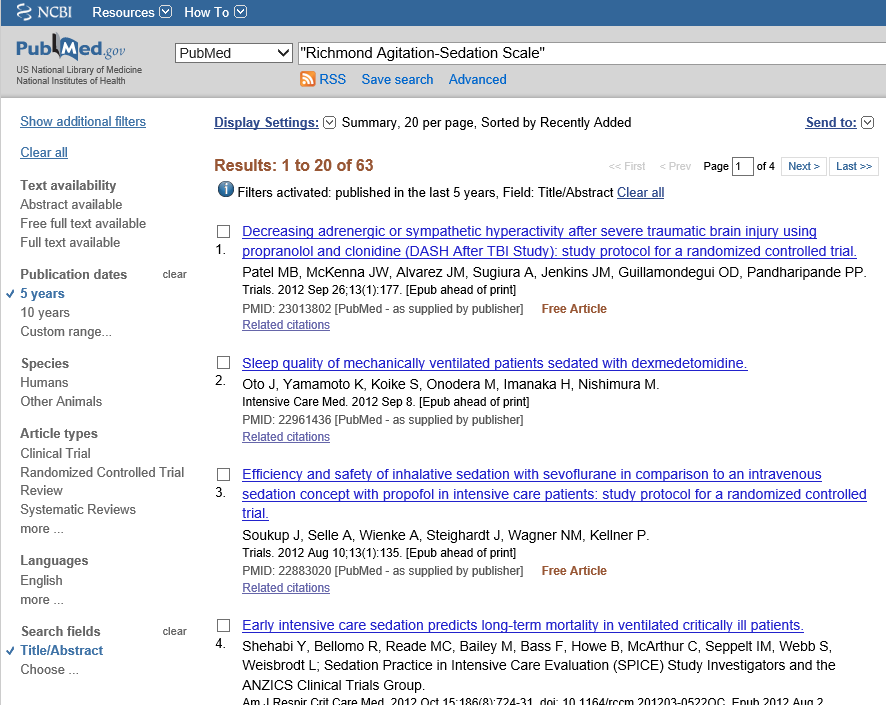 NCBI Resources How To
PubMed.gov
US National Library of Medicine
National Institutes of Health
PubMed
"Richmond Agitation-Sedation Scale"
RSS Save search Advanced
Show additional filters
Clear all
Text availability
Abstract available
Free full text available
Full text available
Publication dates clear
5 years
10 years
Custom range...
Species
Humans
Other Animals
Article types
Clinical Trial
Randomized Controlled Trial
Review
Systematic Reviews
more ...
Languages
English
more ...
Search fields clear
Title/Abstract
Choose ...
Display Settings: Summary, 20 per page, Sorted by Recently Added
Send to:
Results: 1 to 20 of 63
<< First < Prev Page 1 of 4 Next > Last >>
Filters activated: published in the last 5 years, Field: Title/Abstract Clear all
1.
Decreasing adrenergic or sympathetic hyperactivity after severe traumatic brain injury using
propranolol and clonidine (DASH After TBI Study): study protocol for a randomized controlled trial.
Patel MB, McKenna JW, Alvarez JM, Sugiura A, Jenkins JM, Guillamondegui OD, Pandharipande PP.
Trials. 2012 Sep 26;13(1):177. [Epub ahead of print]
PMID: 23013802 [PubMed - as supplied by publisher] Free Article
Related citations
2.
Sleep quality of mechanically ventilated patients sedated with dexmedetomidine.
Oto J, Yamamoto K, Koike S, Onodera M, Imanaka H, Nishimura M.
Intensive Care Med. 2012 Sep 8. [Epub ahead of print]
PMID: 22961436 [PubMed - as supplied by publisher]
Related citations
3.
Efficiency and safety of inhalative sedation with sevoflurane in comparison to an intravenous
sedation concept with propofol in intensive care patients: study protocol for a randomized controlled
trial.
Soukup J, Selle A, Wienke A, Steighardt J, Wagner NM, Kellner P.
Trials. 2012 Aug 10;13(1):135. [Epub ahead of print]
PMID: 22883020 [PubMed - as supplied by publisher] Free Article
Related citations
4.
Early intensive care sedation predicts long-term mortality in ventilated critically ill patients.
Shehabi Y, Bellomo R, Reade MC, Bailey M, Bass F, Howe B, McArthur C, Seppelt IM, Webb S,
Weisbrodt L; Sedation Practice in Intensive Care Evaluation (SPICE) Study Investigators and the
ANZICS Clinical Trials Group.
Am J Respir Crit Care Med. 2012 Oct 15;186(8):724-31. doi: 10.1164/rccm.201203-0522OC. Epub 2012 Aug 2.